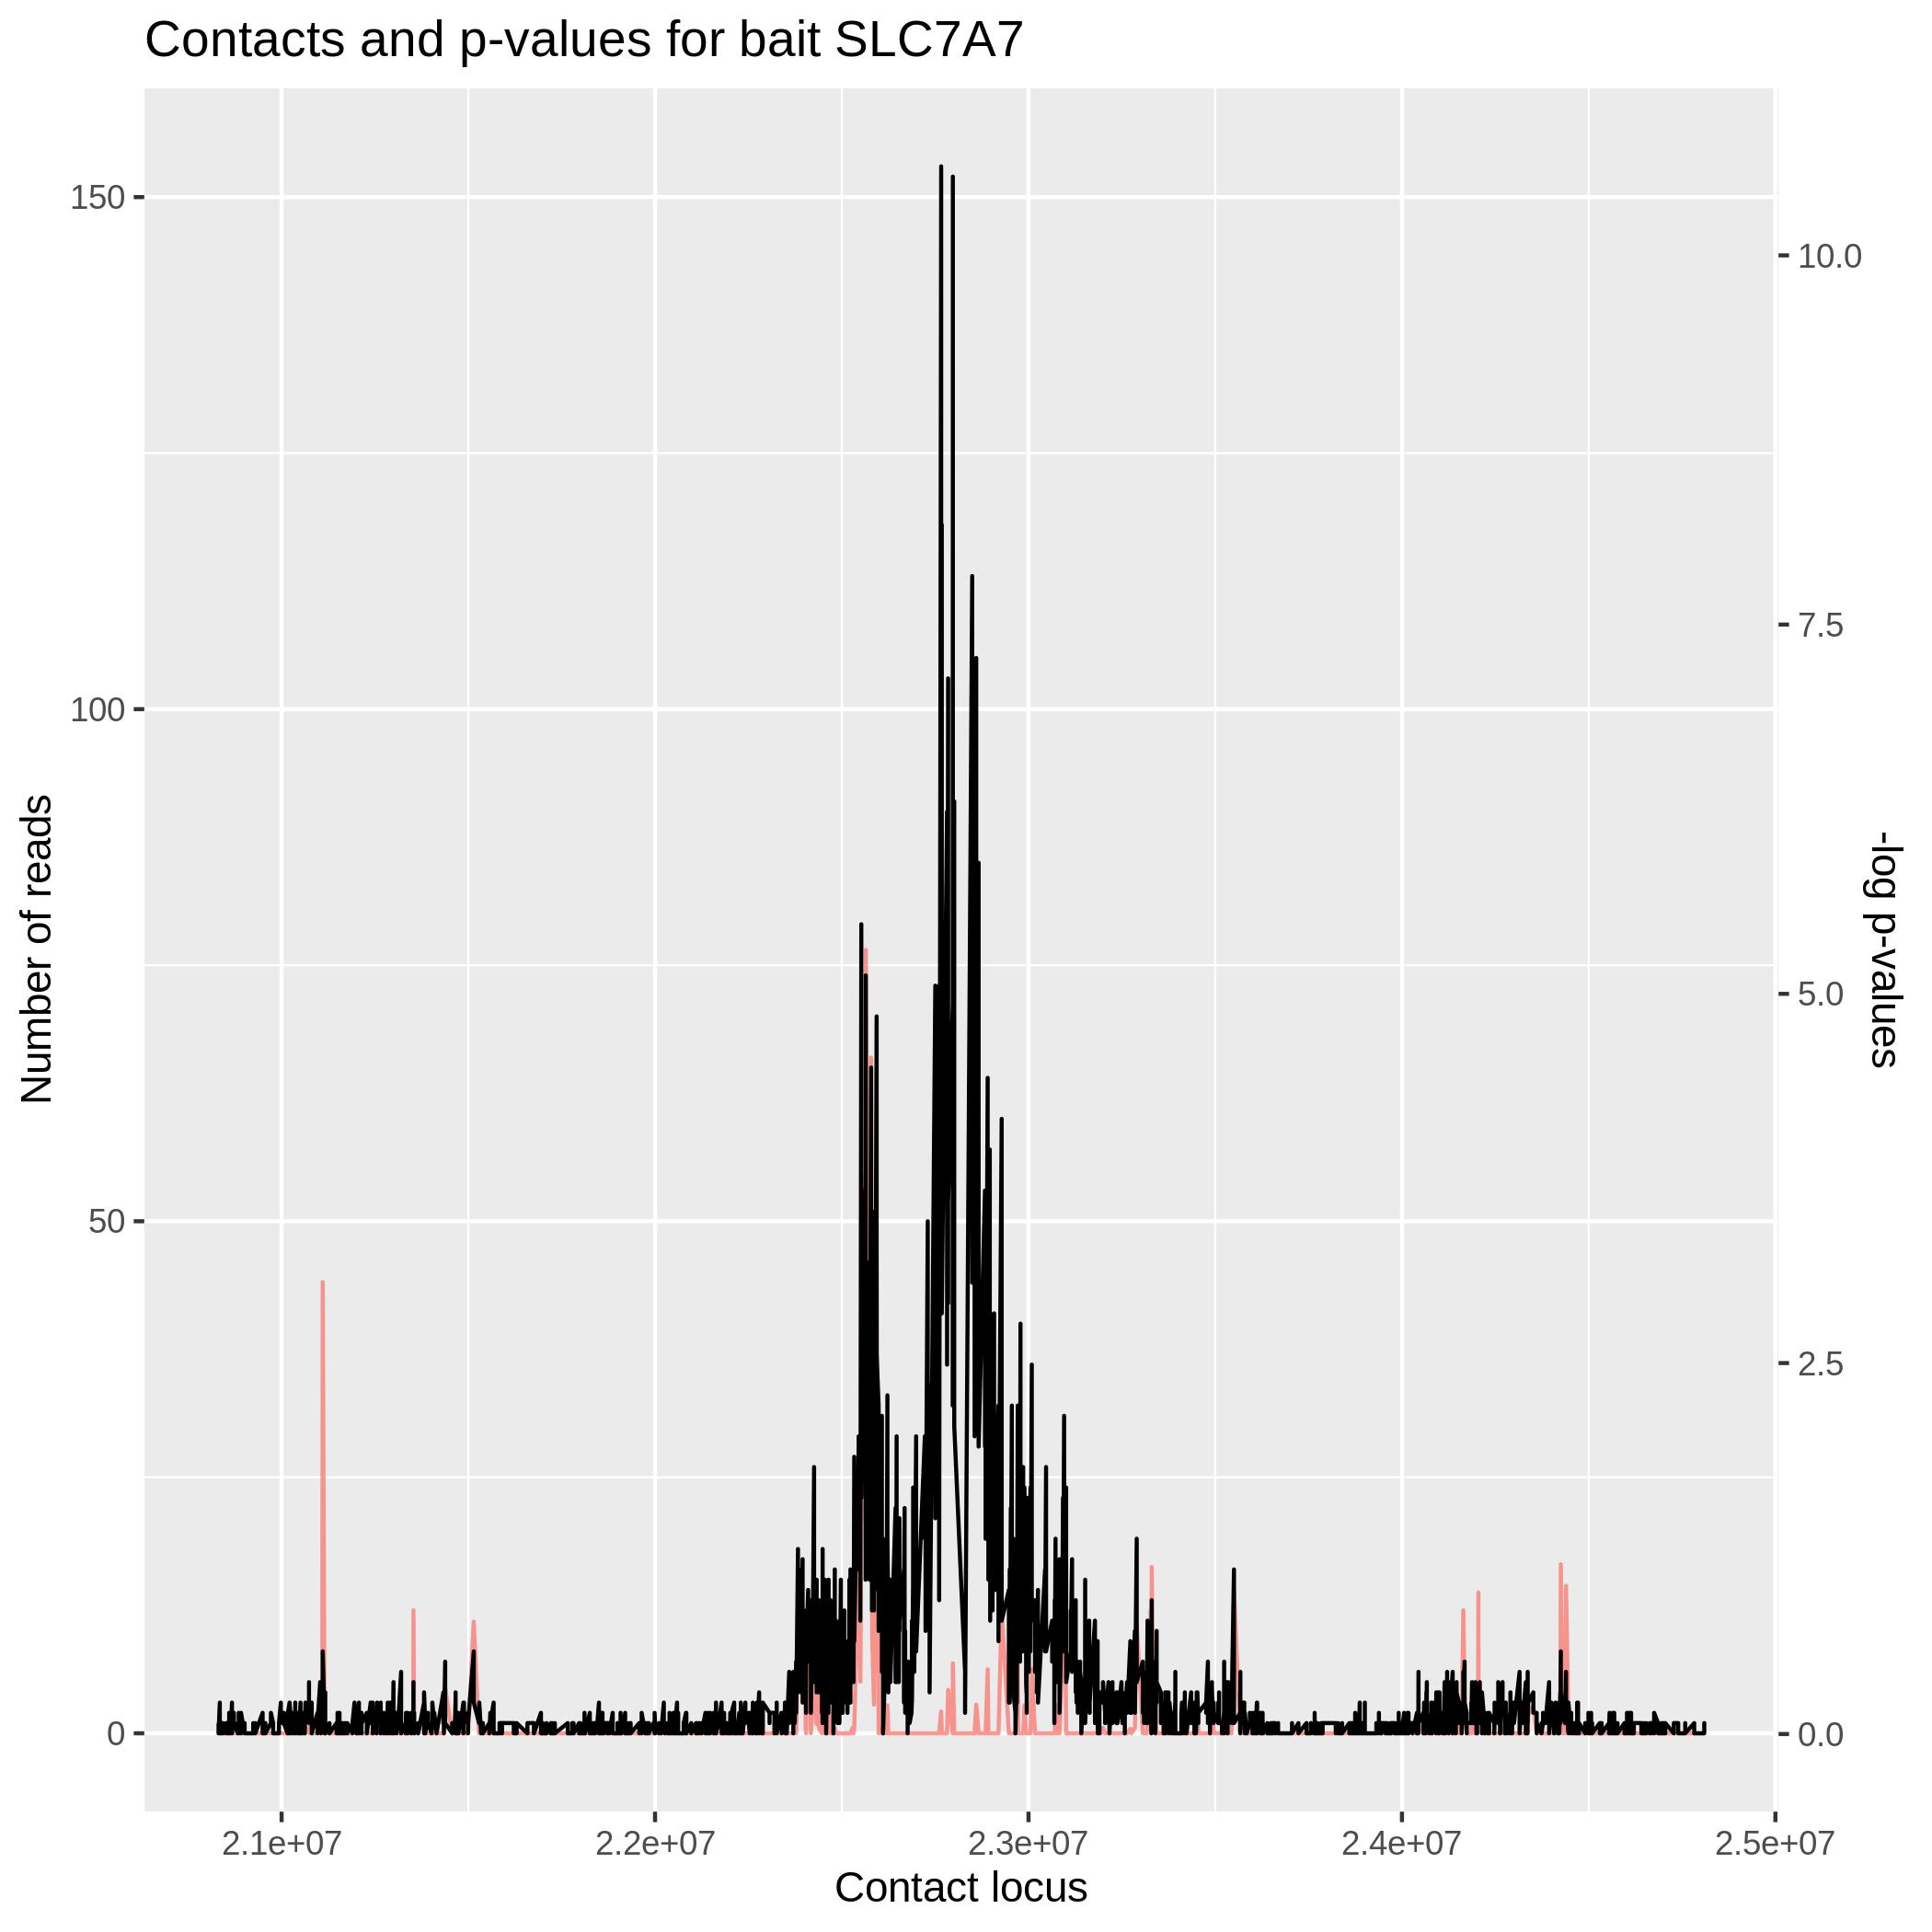 Contacts and p-values for bait SLC7A7
150
100
50
0
Number of reads
10.0
7.5
5.0
2.5
0.0
-log p-values
2.1e+07
2.2e+07
2.3e+07
2.4e+07
2.5e+07
Contact locus